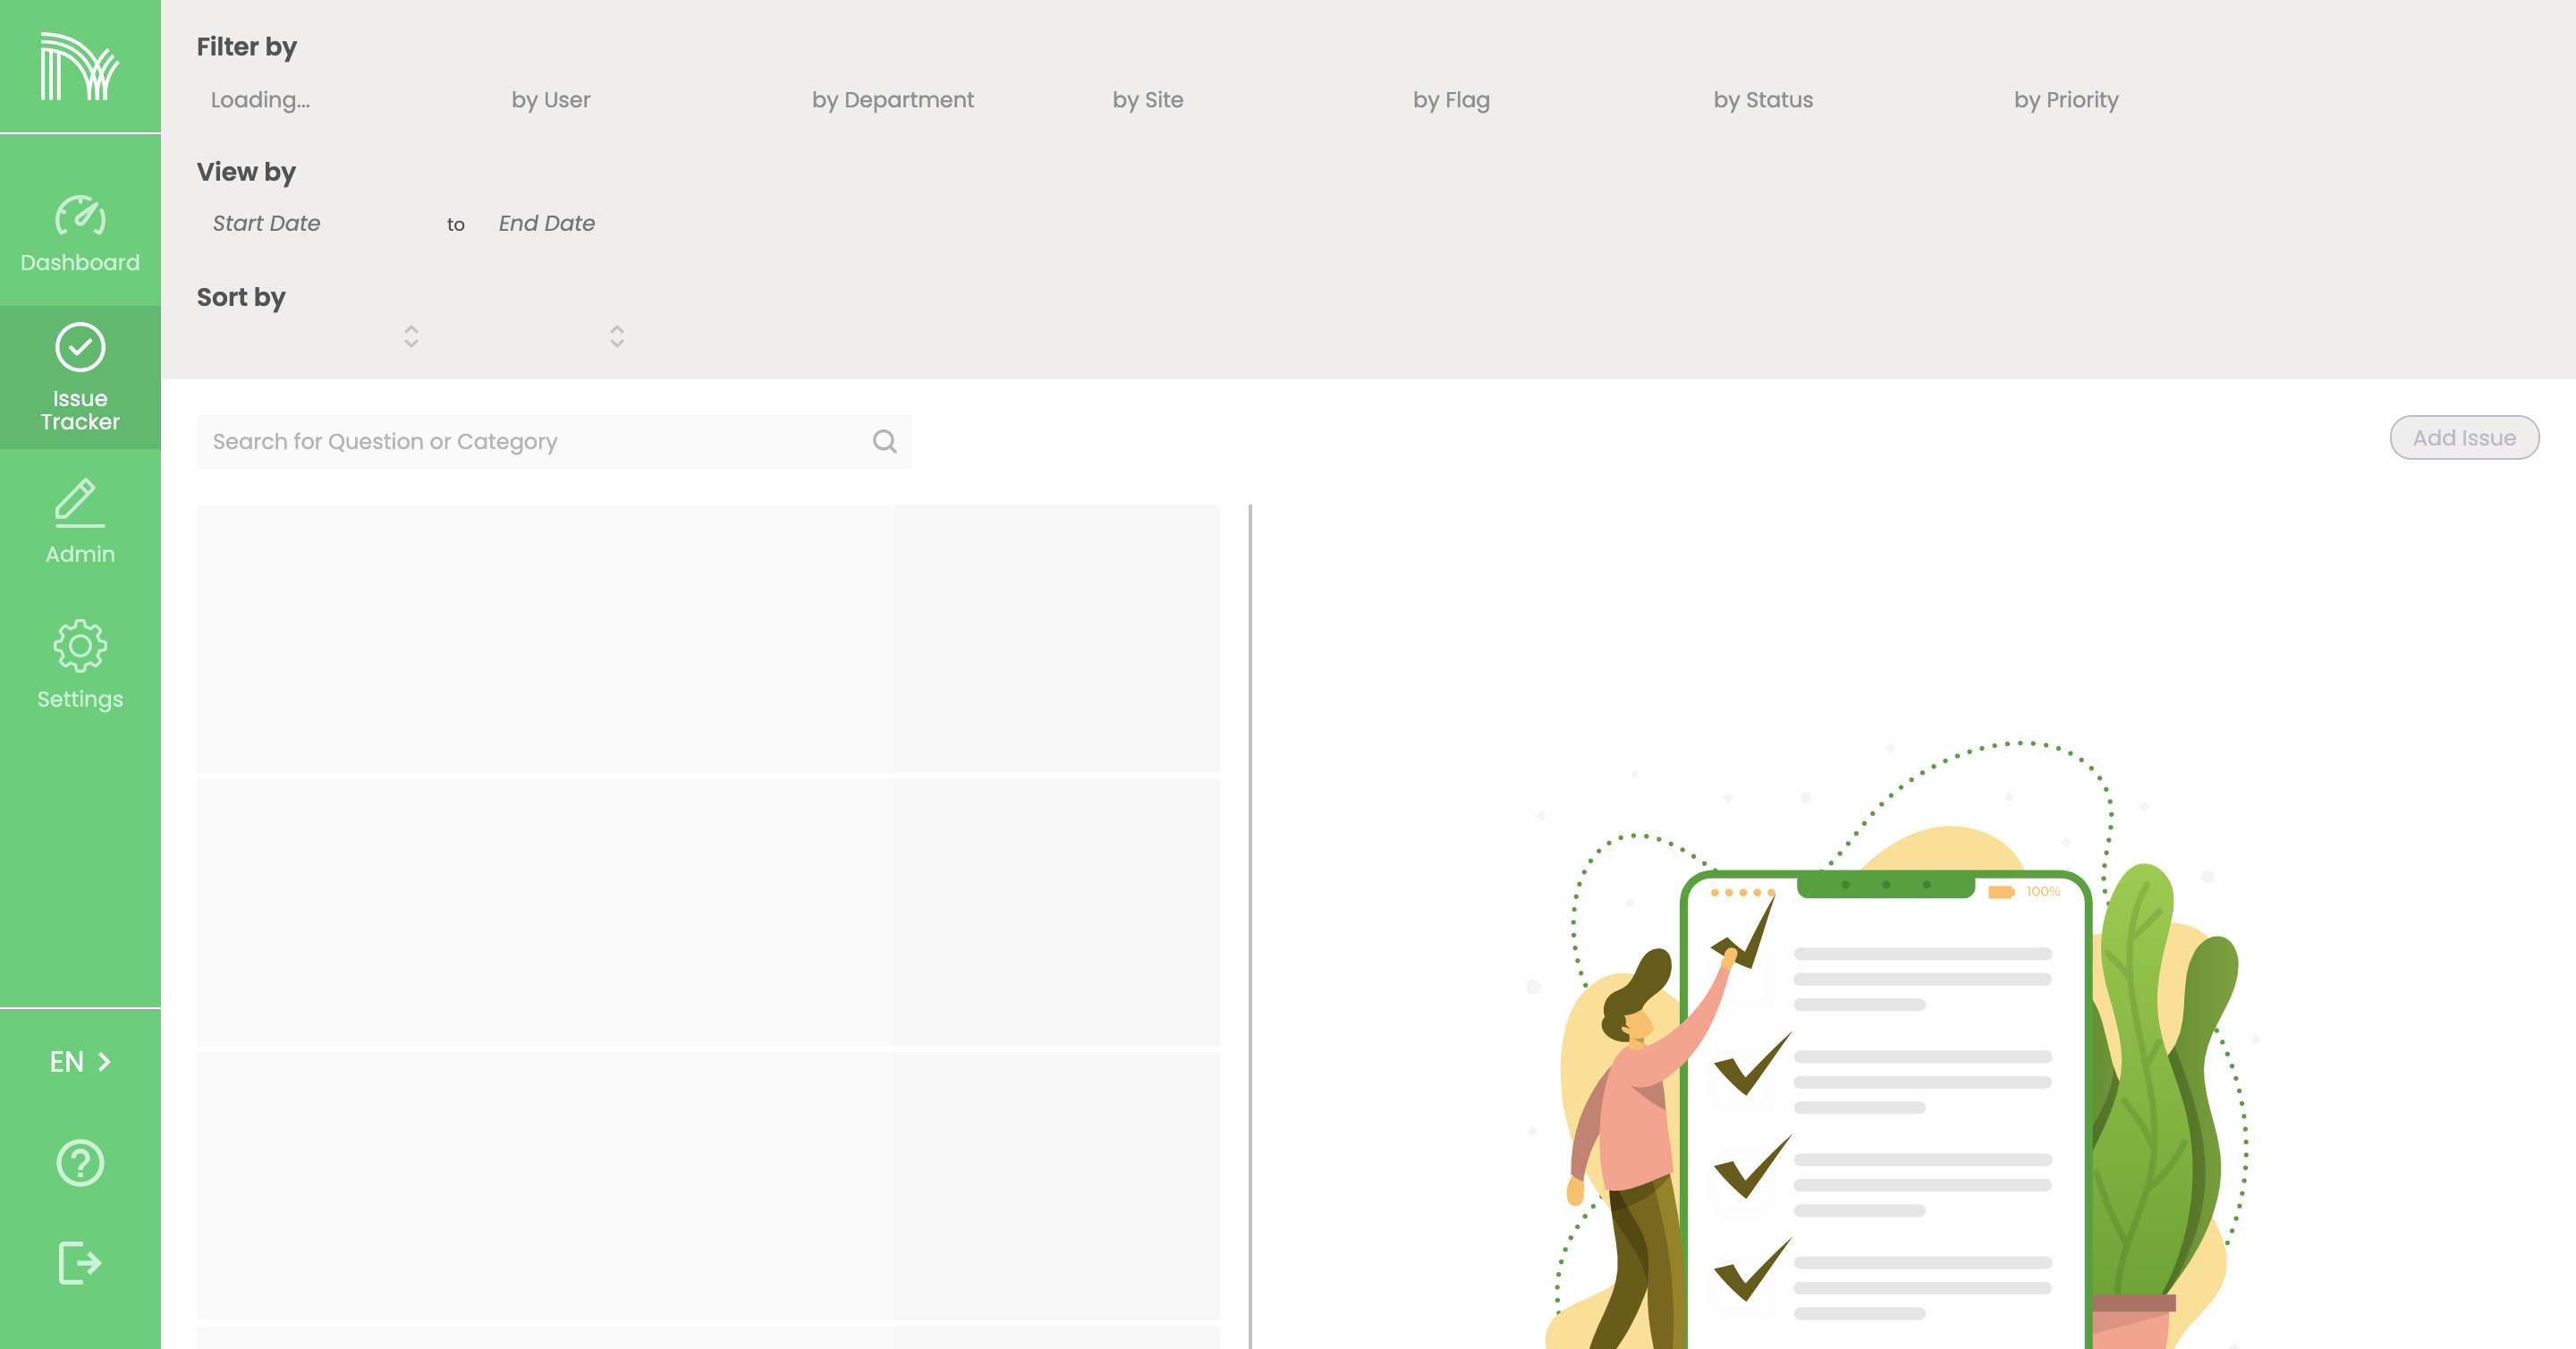 Filter by
Loading... by User by Department by Site by Flag by Status by Priority
View by
Start Date to End Date
Sort by
Dashboard
Issue
Tracker
Admin
Settings
EN
Search for Question or Category
Add Issue
100%